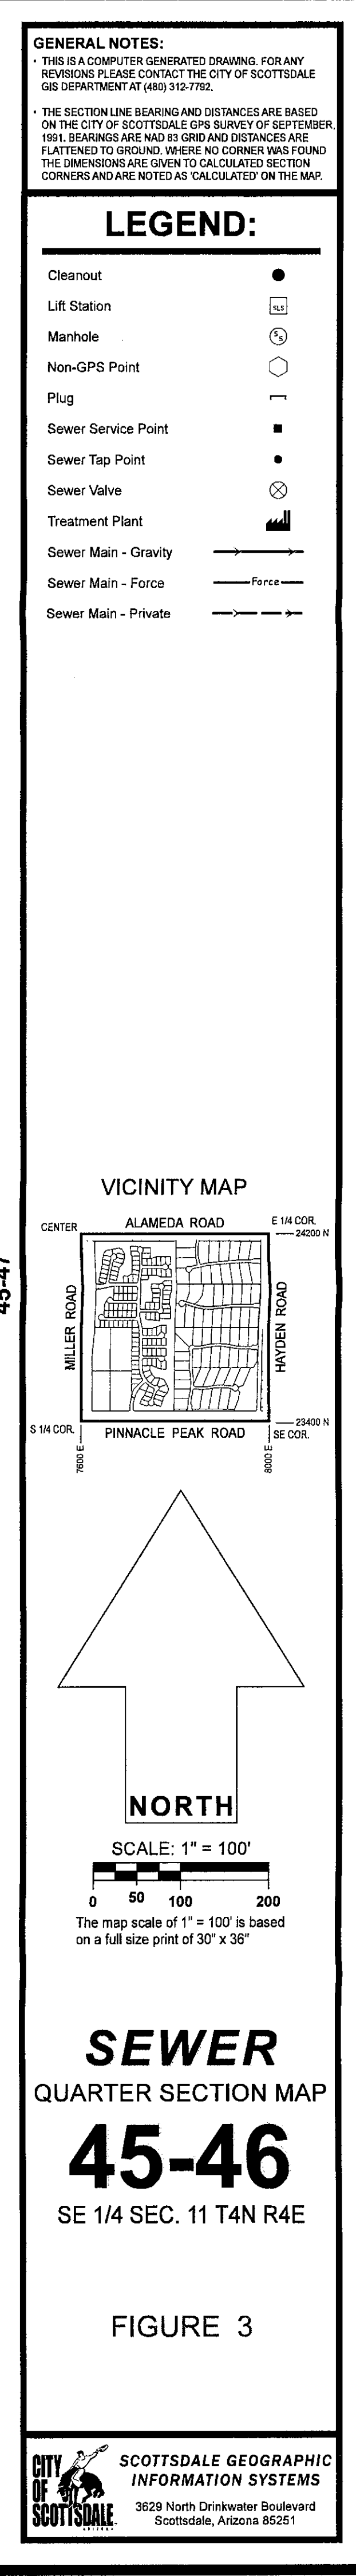 GENERAL NOTES:
• THIS IS A COMPUTER GENERATED DRAWING. FOR ANY
REVISIONS PLEASE CONTACT THE CITY OF SCOTTSDALE
GIS DEPARTMENT AT (480) 312-7792.
• THE SECTION LINE BEARING AND DISTANCES ARE BASED
ON THE CITY OF SCOTTSDALE GPS SURVEY OF SEPTEMBER,
1991. BEARINGS ARE NAD 83 GRID AND DISTANCES ARE
FLATTENED TO GROUND. WHERE NO CORNER WAS FOUND
THE DIMENSIONS ARE GIVEN TO CALCULATED SECTION
CORNERS AND ARE NOTED AS 'CALCULATED' ON THE MAP.
LEGEND:
Cleanout
Lift Station SLS
Manhole SS
Non-GPS Point
Plug
Sewer Service Point
Sewer Tap Point
Sewer Valve
Treatment Plant
Sewer Main - Gravity
Sewer Main - Force Force
Sewer Main - Private
45-47
VICINITY MAP
CENTER
ALAMEDA ROAD
E 1/4 COR.
24200 N
MILLER ROAD
HAYDEN ROAD
23400 N
S 1/4 COR.
PINNACLE PEAK ROAD
SE COR.
7600 E
8000 E
NORTH
SCALE: 1" = 100'
0 50 100 200
The map scale of 1" = 100' is based
on a full size print of 30" x 36"
SEWER
QUARTER SECTION MAP
45-46
SE 1/4 SEC. 11 T4N R4E
FIGURE 3
CITY
OF
SCOTTSDALE
ARIZONA
SCOTTSDALE GEOGRAPHIC
INFORMATION SYSTEMS
3629 North Drinkwater Boulevard
Scottsdale, Arizona 85251